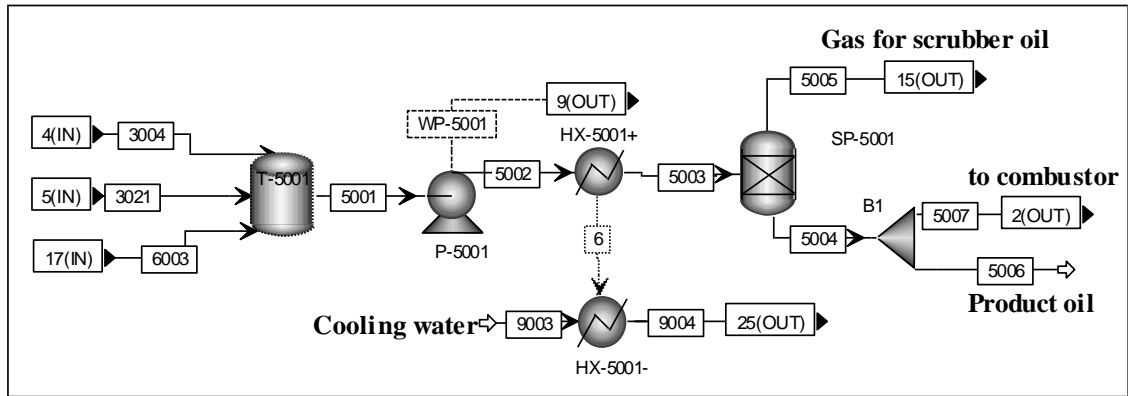 Gas for scrubber oil
5005
15(OUT)
9(OUT)
WP-5001
HX-5001+
SP-5001
4(IN)
3004
T-5001
5002
5003
to combustor
5(IN)
3021
5001
B1
5007
2(OUT)
17(IN)
6003
P-5001
6
5004
5006
Product oil
Cooling water
9003
9004
25(OUT)
HX-5001-